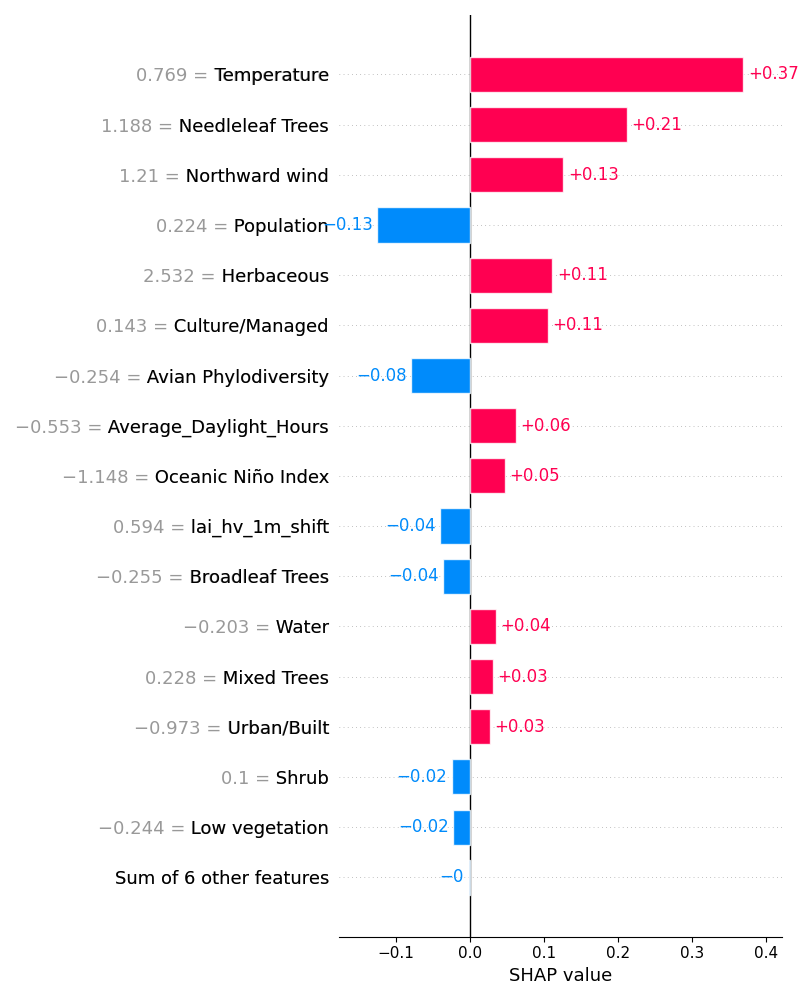 0.769 = Temperature +0.37
1.188 = Needleleaf Trees +0.21
1.21 = Northward wind +0.13
0.224 = Population −0.13
2.532 = Herbaceous +0.11
0.143 = Culture/Managed +0.11
−0.254 = Avian Phylodiversity −0.08
−0.553 = Average_Daylight_Hours +0.06
−1.148 = Oceanic Niño Index +0.05
0.594 = lai_hv_1m_shift −0.04
−0.255 = Broadleaf Trees −0.04
−0.203 = Water +0.04
0.228 = Mixed Trees +0.03
−0.973 = Urban/Built +0.03
0.1 = Shrub −0.02
−0.244 = Low vegetation −0.02
Sum of 6 other features −0
−0.1 0.0 0.1 0.2 0.3 0.4
SHAP value